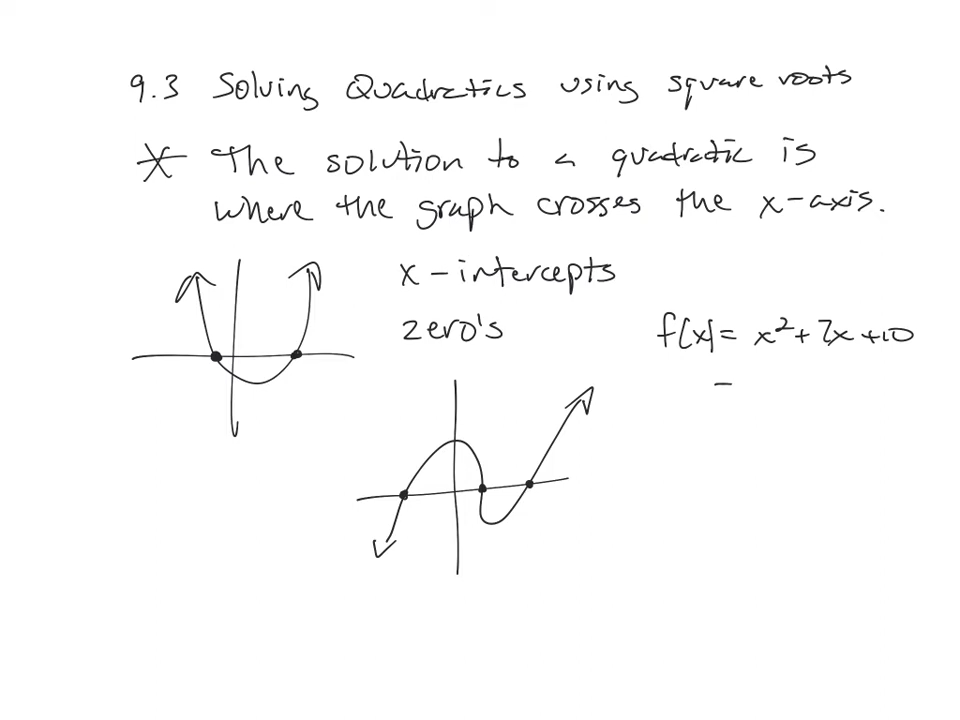 9.3 Solving Quadratics using square roots
* The solution to a quadratic is
where the graph crosses the x-axis.
x-intercepts
zero's
f(x)= x²+7x+10
=